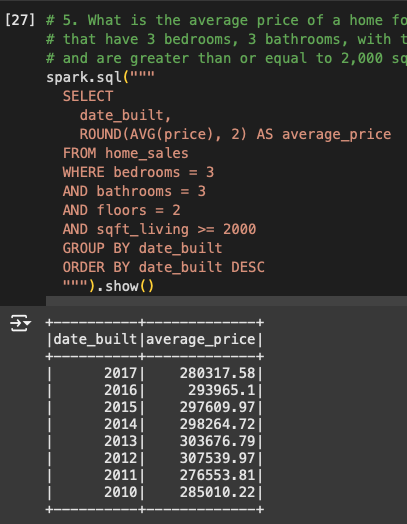 [27] # 5. What is the average price of a home fo
# that have 3 bedrooms, 3 bathrooms, with t
# and are greater than or equal to 2,000 sq
spark.sql("""
SELECT
date_built,
ROUND(AVG(price), 2) AS average_price
FROM home_sales
WHERE bedrooms = 3
AND bathrooms = 3
AND floors = 2
AND sqft_living >= 2000
GROUP BY date_built
ORDER BY date_built DESC
""").show()
+----------+-------------+
|date_built|average_price|
+----------+-------------+
|      2017|    280317.58|
|      2016|     293965.1|
|      2015|    297609.97|
|      2014|    298264.72|
|      2013|    303676.79|
|      2012|    307539.97|
|      2011|    276553.81|
|      2010|    285010.22|
+----------+-------------+